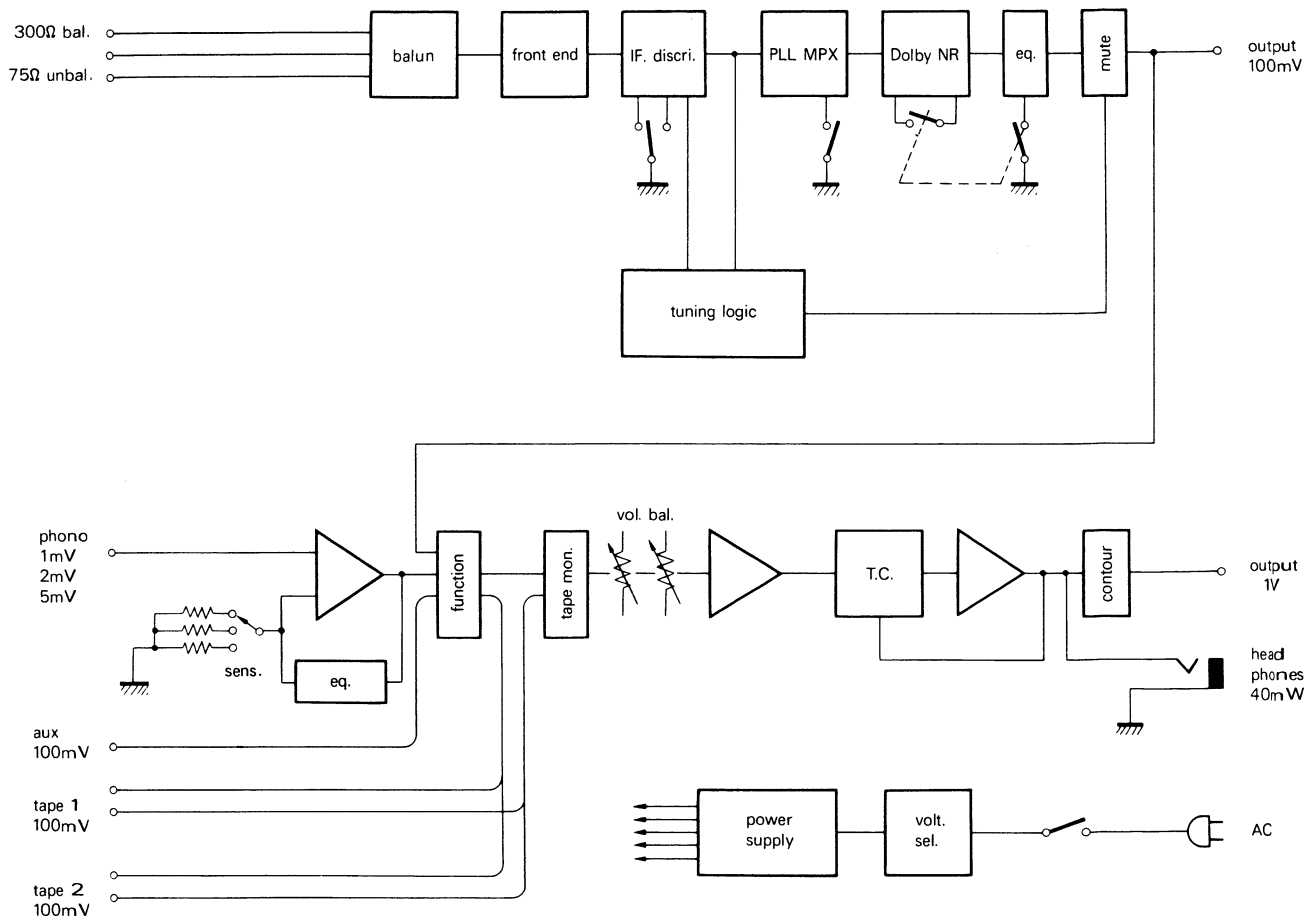 300Ω bal.
75Ω unbal.
balun
front end
IF. discri.
PLL MPX
Dolby NR
eq.
mute
output
100mV
tuning logic
phono
1mV
2mV
5mV
sens.
eq.
function
tape mon.
vol. bal.
T.C.
contour
output
1V
head
phones
40mW
aux
100mV
tape 1
100mV
tape 2
100mV
power
supply
volt.
sel.
AC